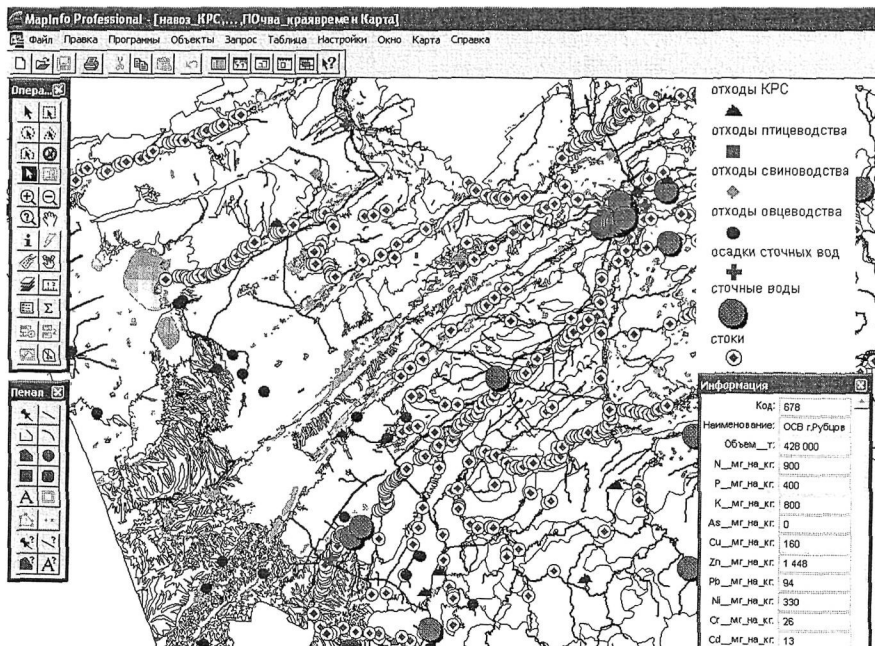 MapInfo Professional - [навоз_КРС,...,ПОчва_краявремен Карта]
Файл Правка Программы Объекты Запрос Таблица Настройки Окно Карта Справка
Опера...
отходы КРС
отходы птицеводства
отходы свиноводства
отходы овцеводства
осадки сточных вод
сточные воды
стоки
Пенал
Информация
Код: 678
Наименование: ОСВ г.Рубцов
Объем__т: 428 000
N__мг_на_кг: 900
P__мг_на_кг: 400
K__мг_на_кг: 800
As__мг_на_кг: 0
Cu__мг_на_кг: 160
Zn__мг_на_кг: 1 448
Pb__мг_на_кг: 94
Ni__мг_на_кг: 330
Cr__мг_на_кг: 26
Cd__мг_на_кг: 13